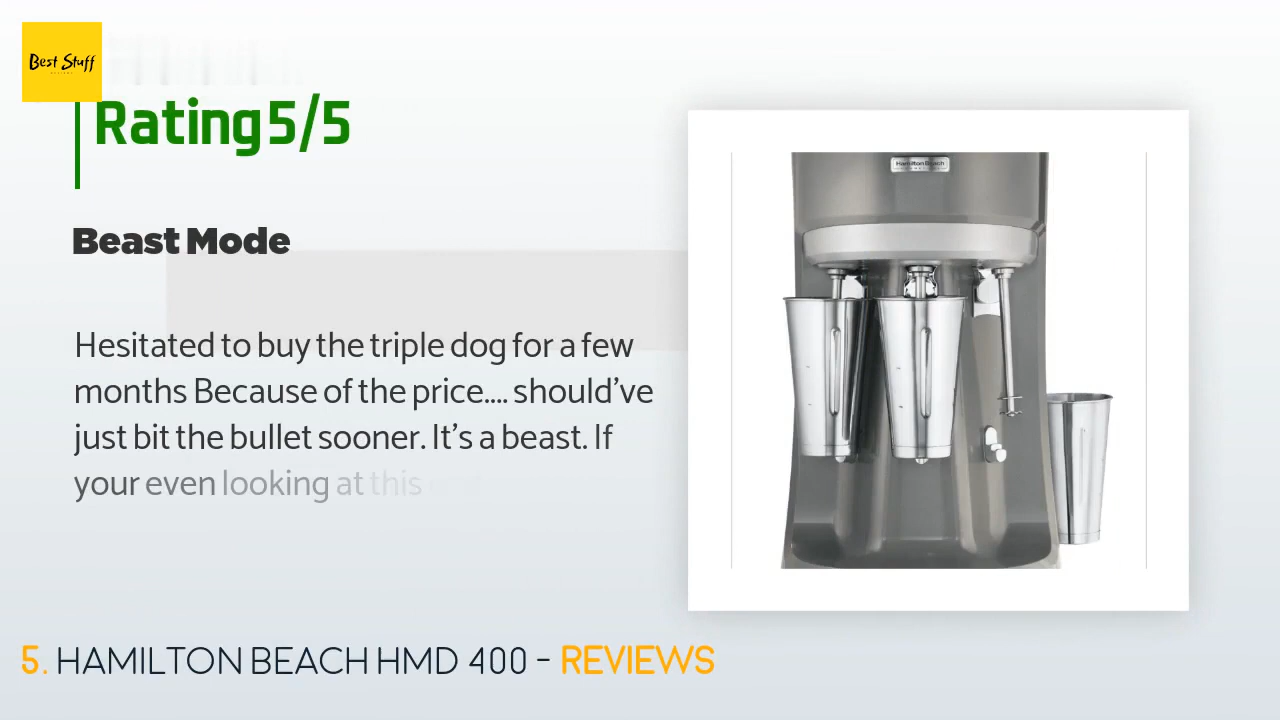 Best Stuff
Rating 5/5
Beast Mode
Hesitated to buy the triple dog for a few
months Because of the price.... should've
just bit the bullet sooner. It's a beast. If
your even looking at this
Hamilton Beach
5. HAMILTON BEACH HMD 400 - REVIEWS